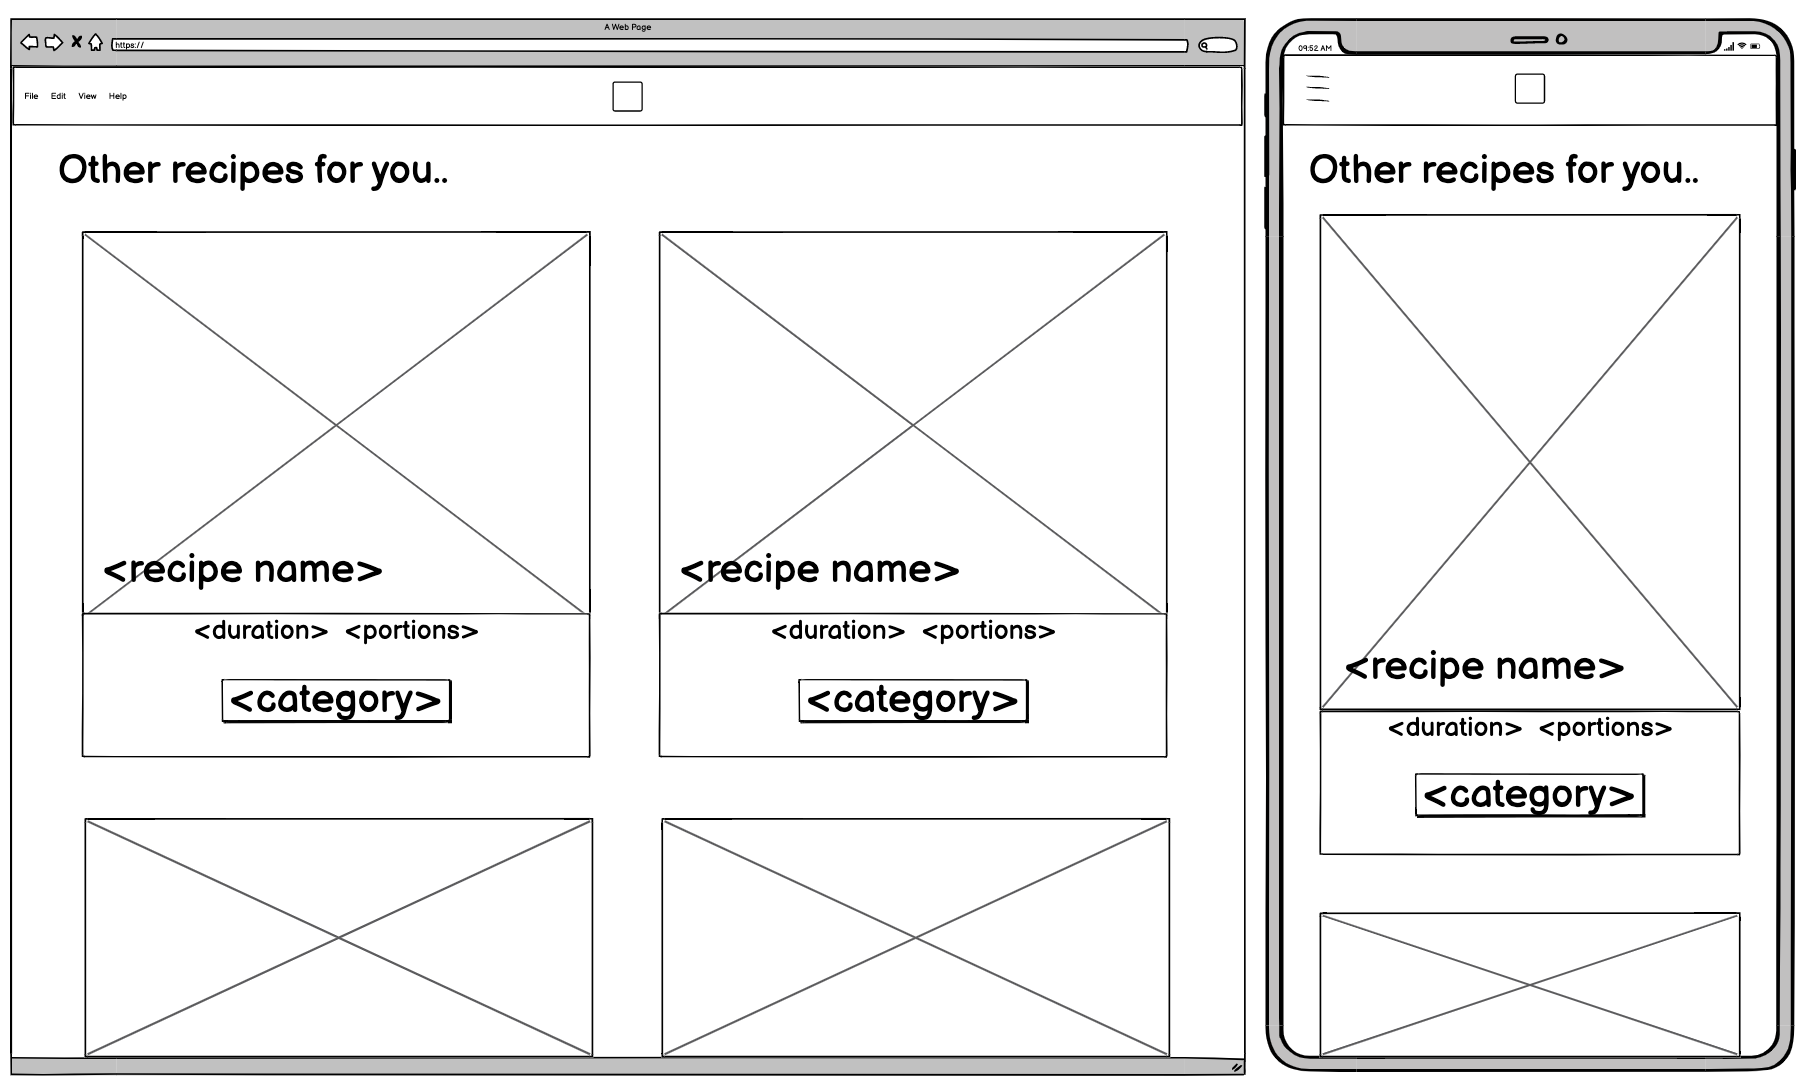 A Web Page
https://
File Edit View Help
Other recipes for you..
<recipe name>
<duration> <portions>
<category>
<recipe name>
<duration> <portions>
<category>
09:52 AM
Other recipes for you..
<recipe name>
<duration> <portions>
<category>